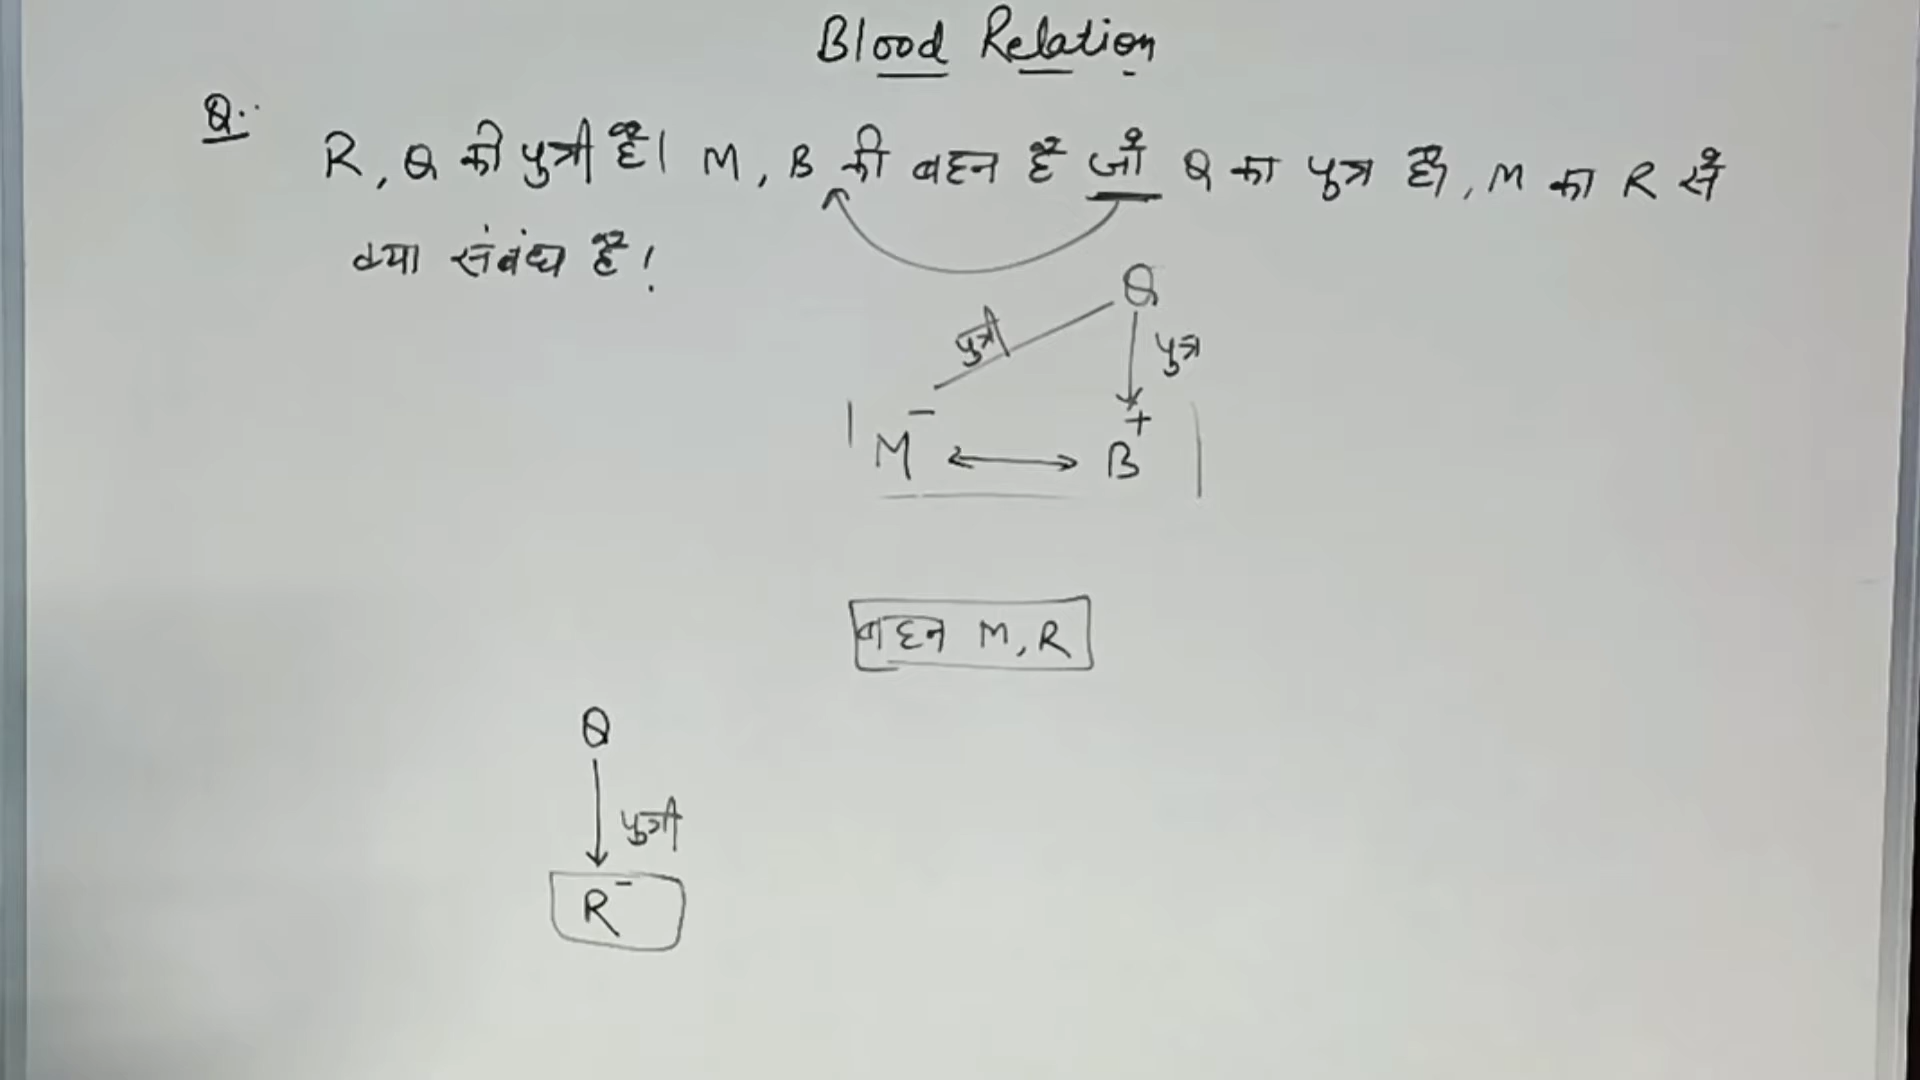 Blood Relation
Q. R, Q की पुत्री है। M, B की बहन है जो Q का पुत्र है, M का R से
क्या संबंध है!
Q
पुत्री
पुत्र
M⁻ ↔ B⁺
बहन M, R
Q
पुत्री
R⁻